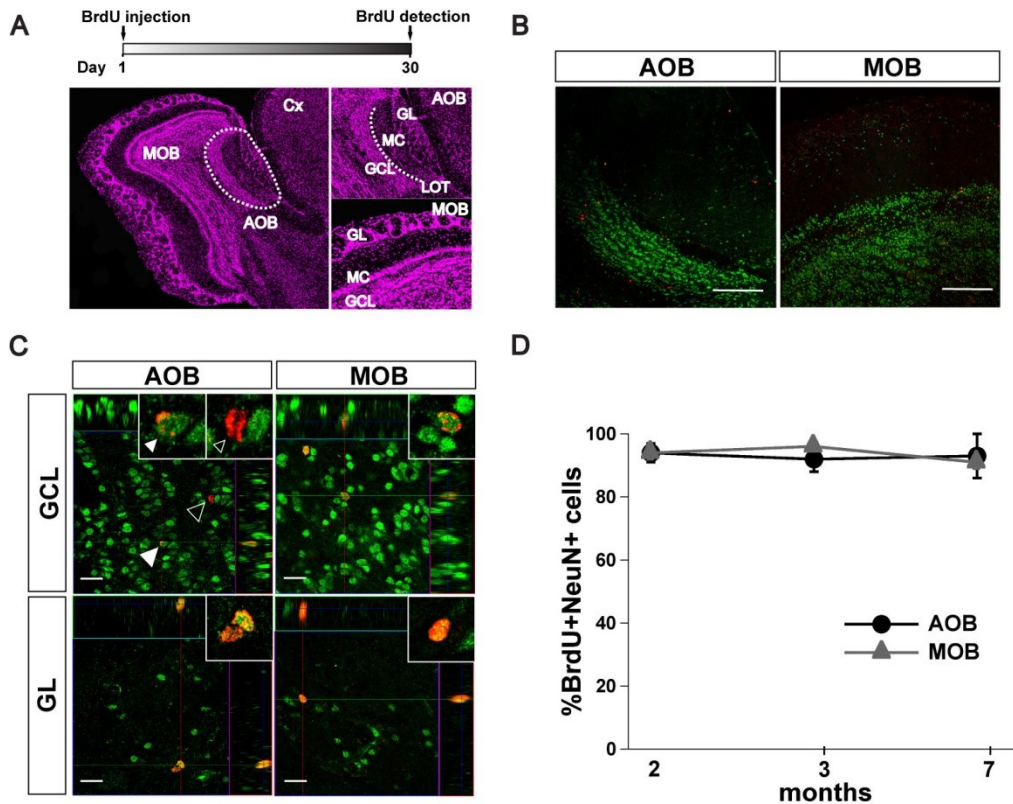 A
BrdU injection
BrdU detection
Day 1 30
MOB
AOB
Cx
AOB
GL
MC
GCL
LOT
MOB
GL
MC
GCL
B
AOB MOB
C
AOB MOB
GCL
GL
D
%BrdU+NeuN+ cells
100
80
60
40
20
0
AOB
MOB
2 3 7
months